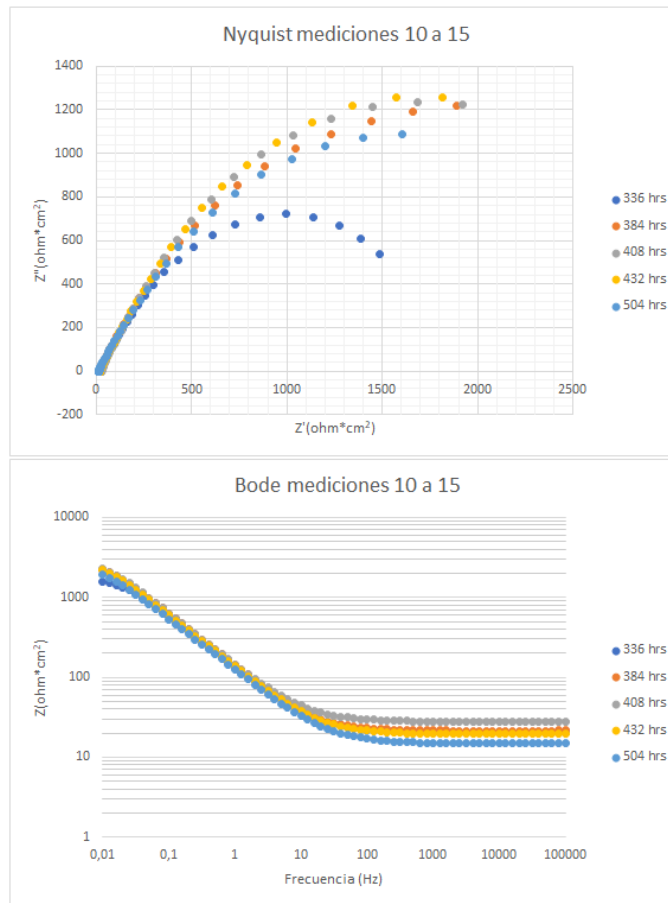 Nyquist mediciones 10 a 15
1400
1200
1000
800
600
400
200
0
-200
0 500 1000 1500 2000 2500
Z"(ohm*cm²)
Z'(ohm*cm²)
336 hrs
384 hrs
408 hrs
432 hrs
504 hrs
Bode mediciones 10 a 15
10000
1000
100
10
1
0,01 0,1 1 10 100 1000 10000 100000
Z(ohm*cm²)
Frecuencia (Hz)
336 hrs
384 hrs
408 hrs
432 hrs
504 hrs